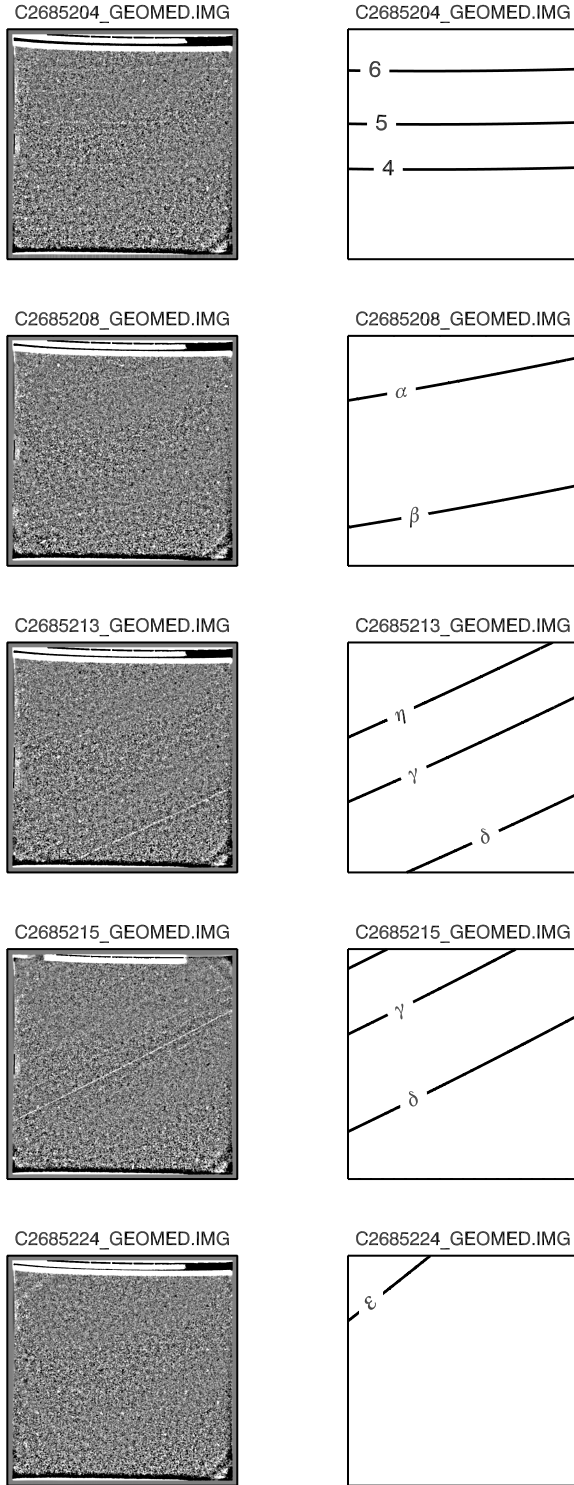 C2685204_GEOMED.IMG C2685204_GEOMED.IMG
6
5
4
C2685208_GEOMED.IMG C2685208_GEOMED.IMG
α
β
C2685213_GEOMED.IMG C2685213_GEOMED.IMG
η
γ
δ
C2685215_GEOMED.IMG C2685215_GEOMED.IMG
γ
δ
C2685224_GEOMED.IMG C2685224_GEOMED.IMG
ε